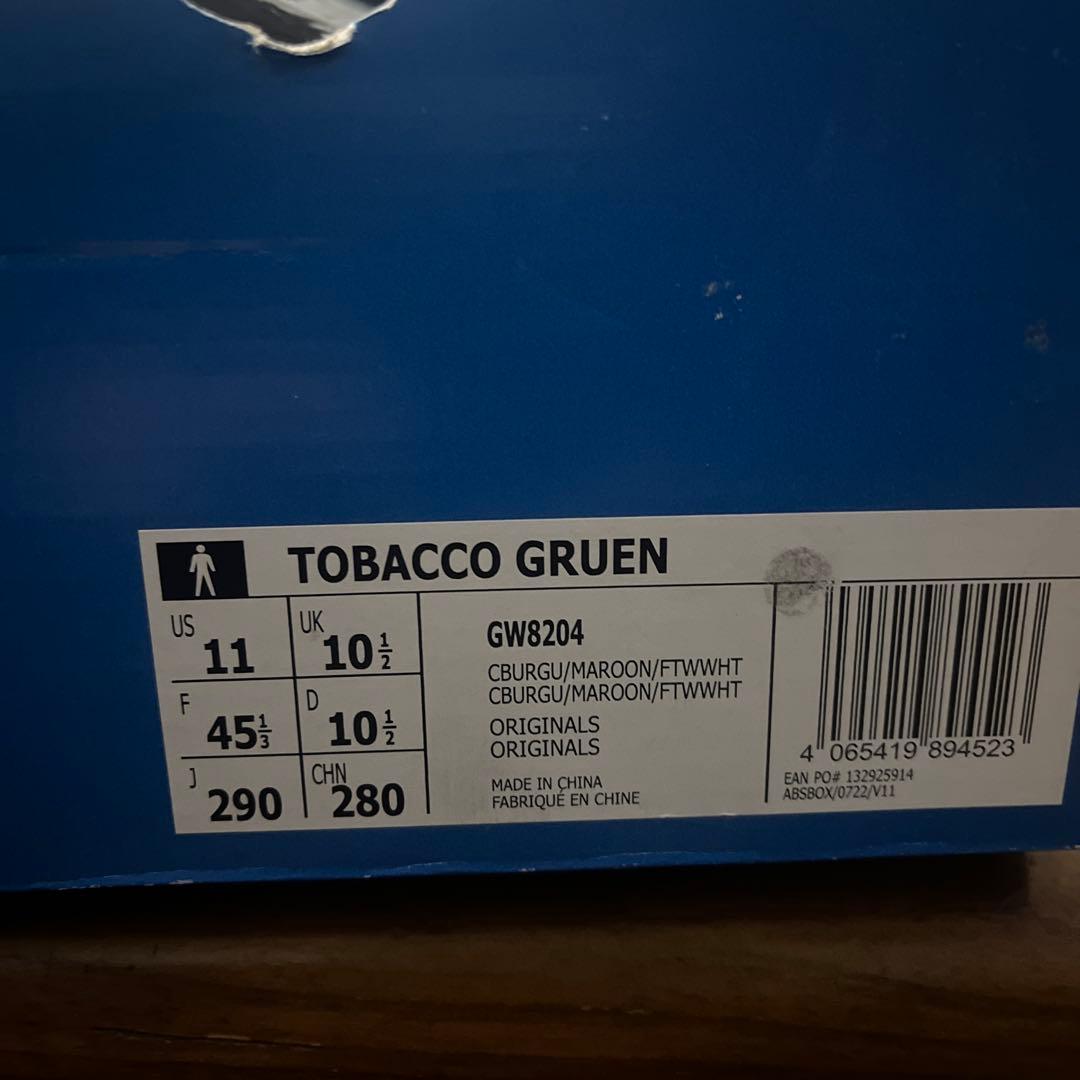 TOBACCO GRUEN
US 11
UK 10 1/2
F 45 1/3
D 10 1/2
J 290
CHN 280
GW8204
CBURGU/MAROON/FTWWHT
CBURGU/MAROON/FTWWHT
ORIGINALS
ORIGINALS
MADE IN CHINA
FABRIQUÉ EN CHINE
4 065419 894523
EAN PO# 132925914
ABSBOX/0722/V11